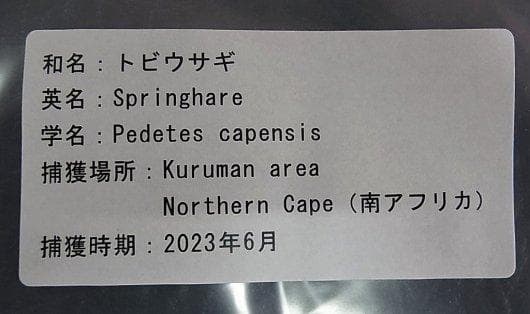 和名：トビウサギ
英名：Springhare
学名：Pedetes capensis
捕獲場所：Kuruman area
Northern Cape（南アフリカ）
捕獲時期：2023年6月